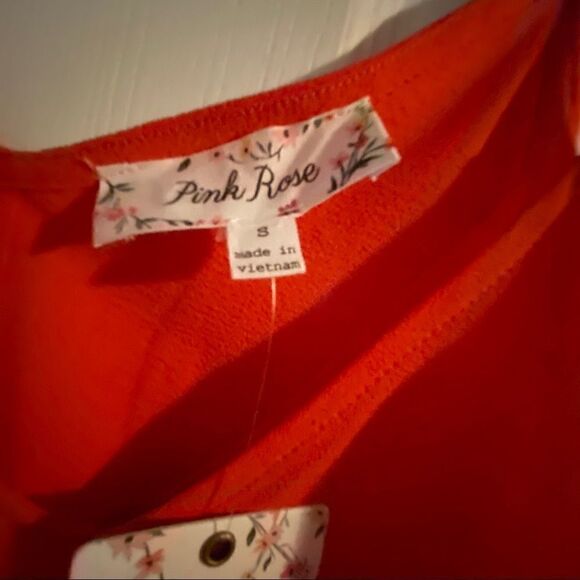 Pink Rose
S
made in
vietnam